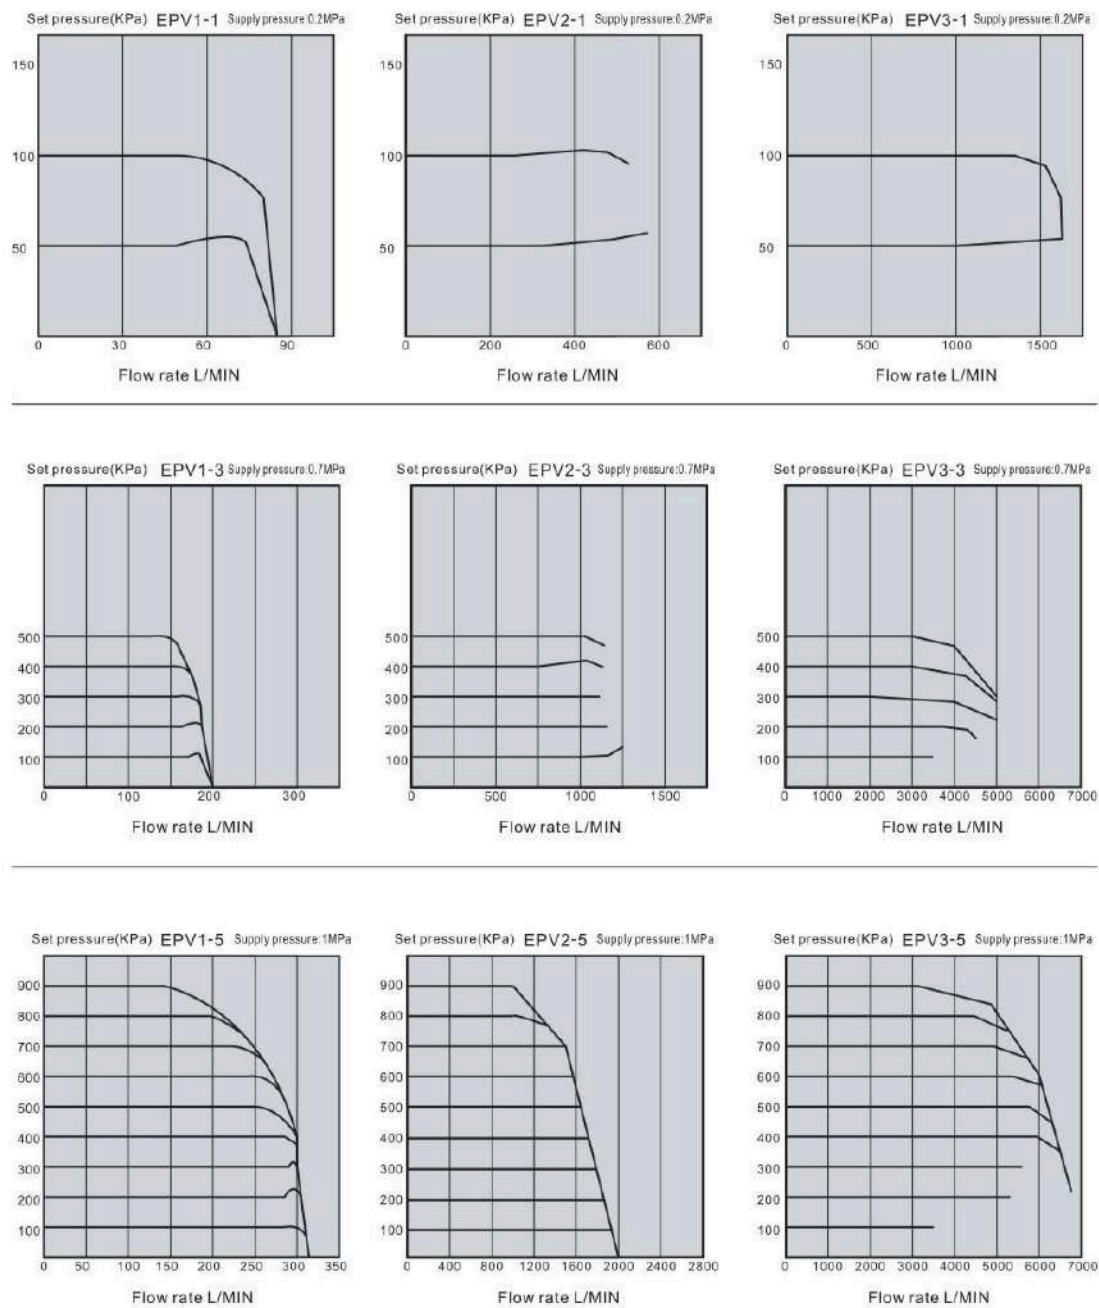 Set pressure(KPa) EPV1-1 Supply pressure:0.2MPa
150
100
50
0 30 60 90
Flow rate L/MIN
Set pressure(KPa) EPV2-1 Supply pressure:0.2MPa
150
100
50
0 200 400 600
Flow rate L/MIN
Set pressure(KPa) EPV3-1 Supply pressure:0.2MPa
150
100
50
0 500 1000 1500
Flow rate L/MIN
Set pressure(KPa) EPV1-3 Supply pressure:0.7MPa
500
400
300
200
100
0 100 200 300
Flow rate L/MIN
Set pressure(KPa) EPV2-3 Supply pressure:0.7MPa
500
400
300
200
100
0 500 1000 1500
Flow rate L/MIN
Set pressure(KPa) EPV3-3 Supply pressure:0.7MPa
500
400
300
200
100
0 1000 2000 3000 4000 5000 6000 7000
Flow rate L/MIN
Set pressure(KPa) EPV1-5 Supply pressure:1MPa
900
800
700
600
500
400
300
200
100
0 50 100 150 200 250 300 350
Flow rate L/MIN
Set pressure(KPa) EPV2-5 Supply pressure:1MPa
900
800
700
600
500
400
300
200
100
0 400 800 1200 1600 2000 2400 2800
Flow rate L/MIN
Set pressure(KPa) EPV3-5 Supply pressure:1MPa
900
800
700
600
500
400
300
200
100
0 1000 2000 3000 4000 5000 6000 7000
Flow rate L/MIN